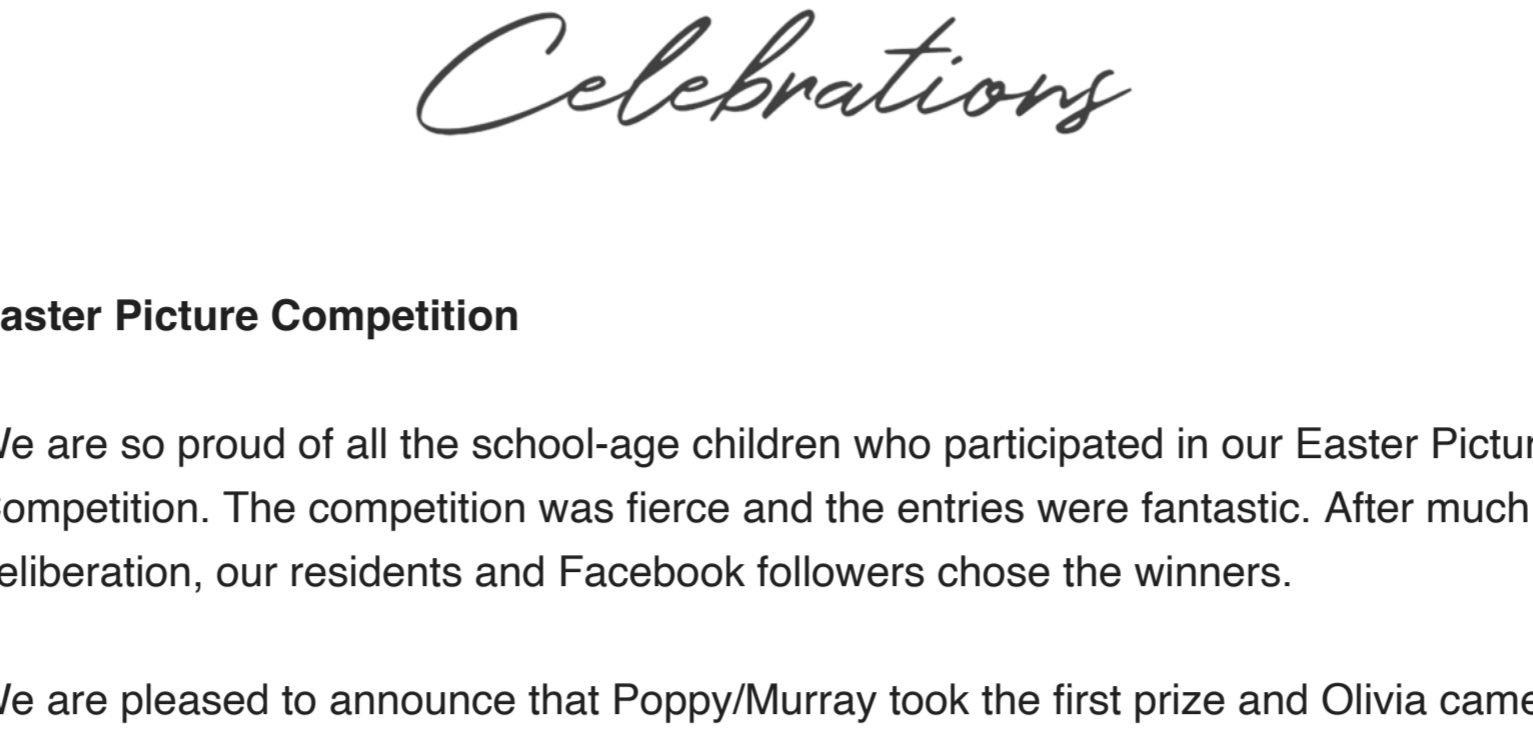 Celebrations
aster Picture Competition
We are so proud of all the school-age children who participated in our Easter Pictur
ompetition. The competition was fierce and the entries were fantastic. After much
eliberation, our residents and Facebook followers chose the winners.
We are pleased to announce that Poppy/Murray took the first prize and Olivia came